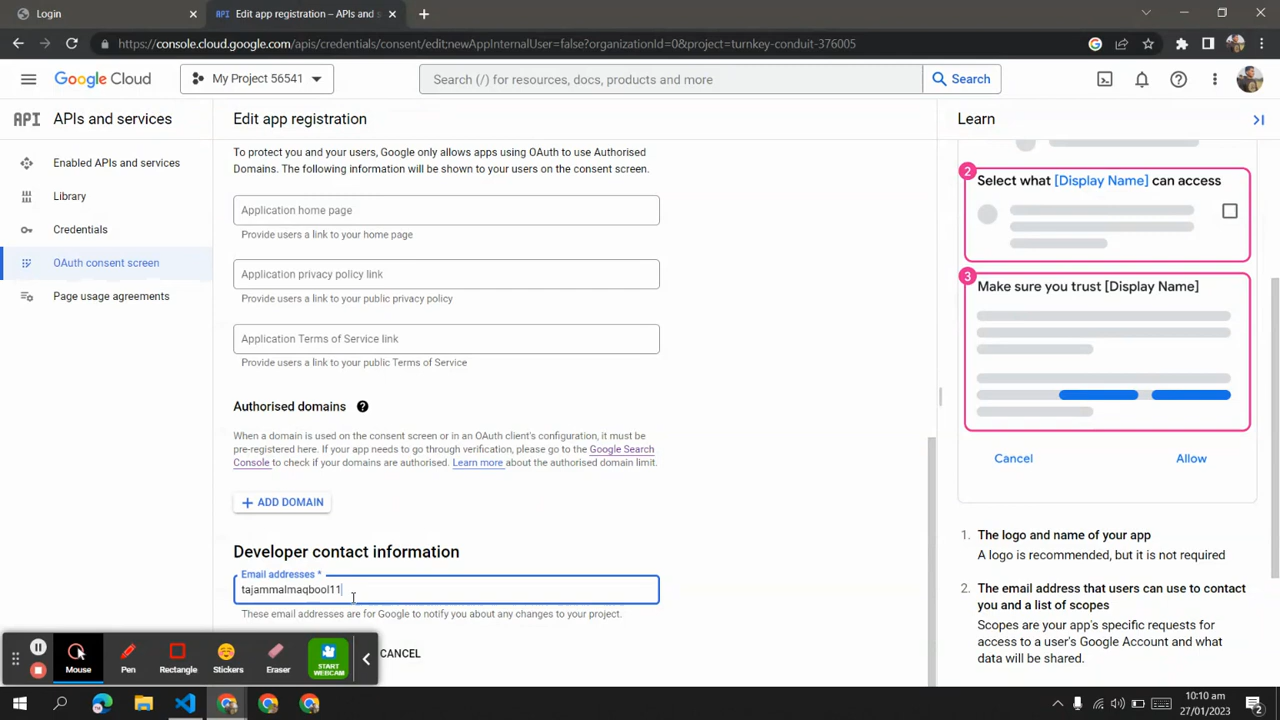 Login
Edit app registration – APIs and s
https://console.cloud.google.com/apis/credentials/consent/edit;newAppInternalUser=false?organizationId=0&project=turnkey-conduit-376005
Google Cloud
My Project 56541
Search (/) for resources, docs, products and more
Search
API APIs and services
Edit app registration
Learn
Enabled APIs and services
Library
Credentials
OAuth consent screen
Page usage agreements
To protect you and your users, Google only allows apps using OAuth to use Authorised
Domains. The following information will be shown to your users on the consent screen.
Application home page
Provide users a link to your home page
Application privacy policy link
Provide users a link to your public privacy policy
Application Terms of Service link
Provide users a link to your public Terms of Service
Authorised domains
When a domain is used on the consent screen or in an OAuth client's configuration, it must be
pre-registered here. If your app needs to go through verification, please go to the Google Search
Console to check if your domains are authorised. Learn more about the authorised domain limit.
ADD DOMAIN
Developer contact information
Email addresses *
tajammalmaqbool11
These email addresses are for Google to notify you about any changes to your project.
CANCEL
2
Select what [Display Name] can access
3
Make sure you trust [Display Name]
Cancel
Allow
1. The logo and name of your app
A logo is recommended, but it is not required
2. The email address that users can use to contact
you and a list of scopes
Scopes are your app's specific requests for
access to a user's Google Account and what
data will be shared.
Mouse
Pen
Rectangle
Stickers
Eraser
START
WEBCAM
10:10 am
27/01/2023
2